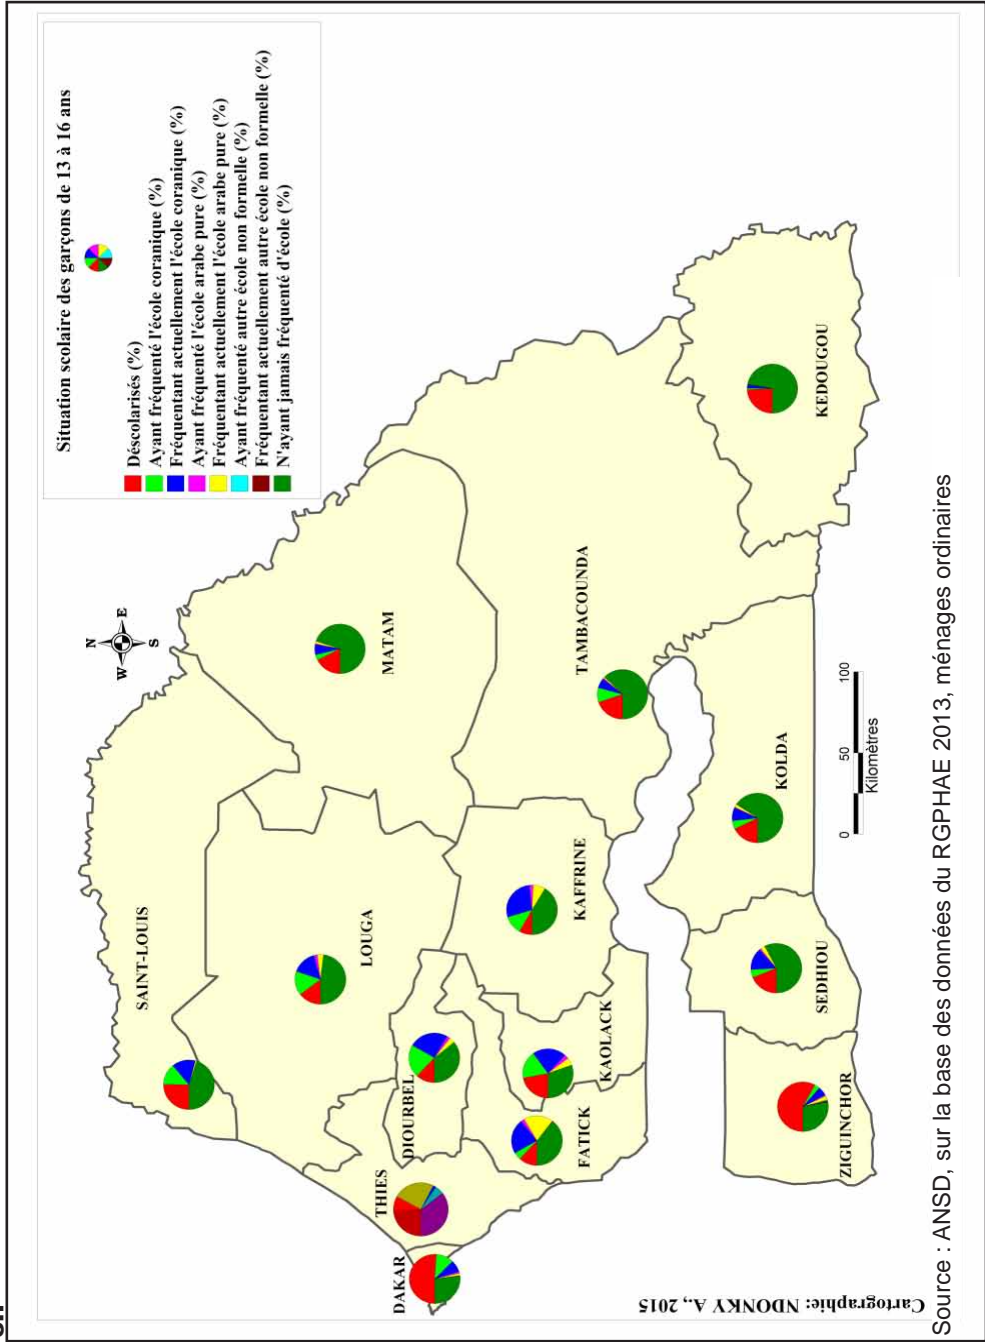 Situation scolaire des garçons de 13 à 16 ans
Déscolarisés (%)
Ayant fréquenté l'école coranique (%)
Fréquentant actuellement l'école coranique (%)
Ayant fréquenté l'école arabe pure (%)
Fréquentant actuellement l'école arabe pure (%)
Ayant fréquenté autre école non formelle (%)
Fréquentant actuellement autre école non formelle (%)
N'ayant jamais fréquenté d'école (%)
N
W E
S
SAINT-LOUIS
MATAM
LOUGA
DAKAR
THIES
DIOURBEL
FATICK
KAOLACK
KAFFRINE
TAMBACOUNDA
ZIGUINCHOR
SEDHIOU
KOLDA
KEDOUGOU
0 50 100
Kilomètres
Cartographie: NDONKY A., 2015
Source : ANSD, sur la base des données du RGPHAE 2013, ménages ordinaires